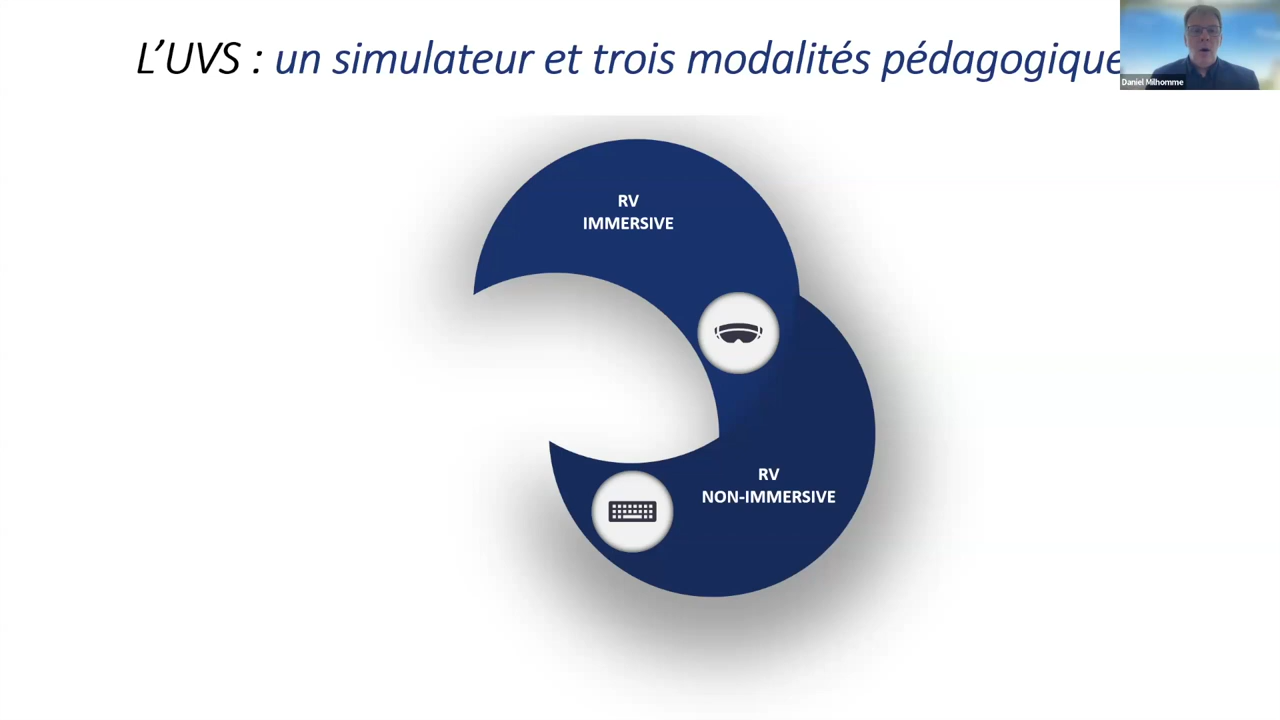 L'UVS : un simulateur et trois modalités pédagogique
Daniel Milhomme
RV
IMMERSIVE
RV
NON-IMMERSIVE